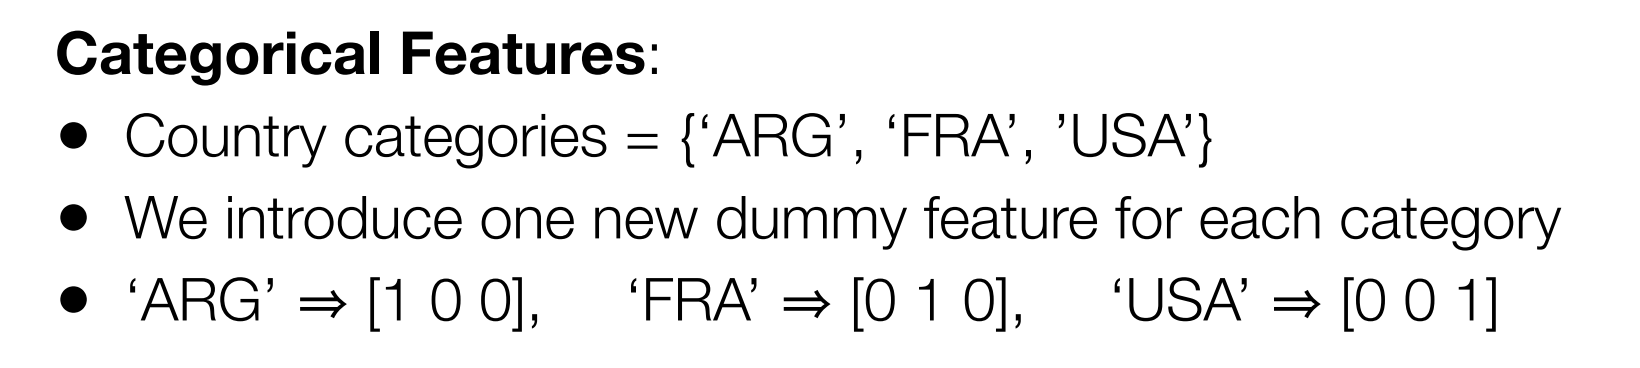 Categorical Features:
● Country categories = {‘ARG’, ‘FRA’, ’USA’}
● We introduce one new dummy feature for each category
● ‘ARG’ ⇒ [1 0 0], ‘FRA’ ⇒ [0 1 0], ‘USA’ ⇒ [0 0 1]